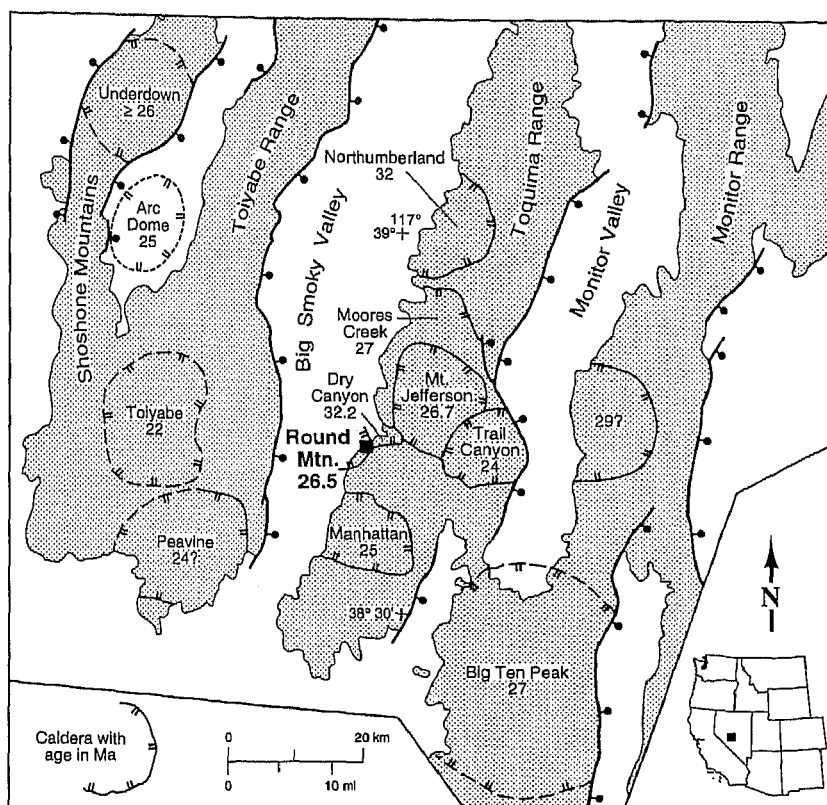 Underdown
≥ 26
Toiyabe Range
Toquima Range
Northumberland
32
Monitor Range
Arc
Dome
25
117°
39°
Shoshone Mountains
Big Smoky Valley
Monitor Valley
Moores
Creek
27
Dry
Canyon
32.2
Mt.
Jefferson
26.7
Toiyabe
22
29?
Round
Mtn.
26.5
Trail
Canyon
24
Peavine
24?
Manhattan
25
38° 30'
N
Big Ten Peak
27
Caldera with
age in Ma
0 20 km
0 10 mi